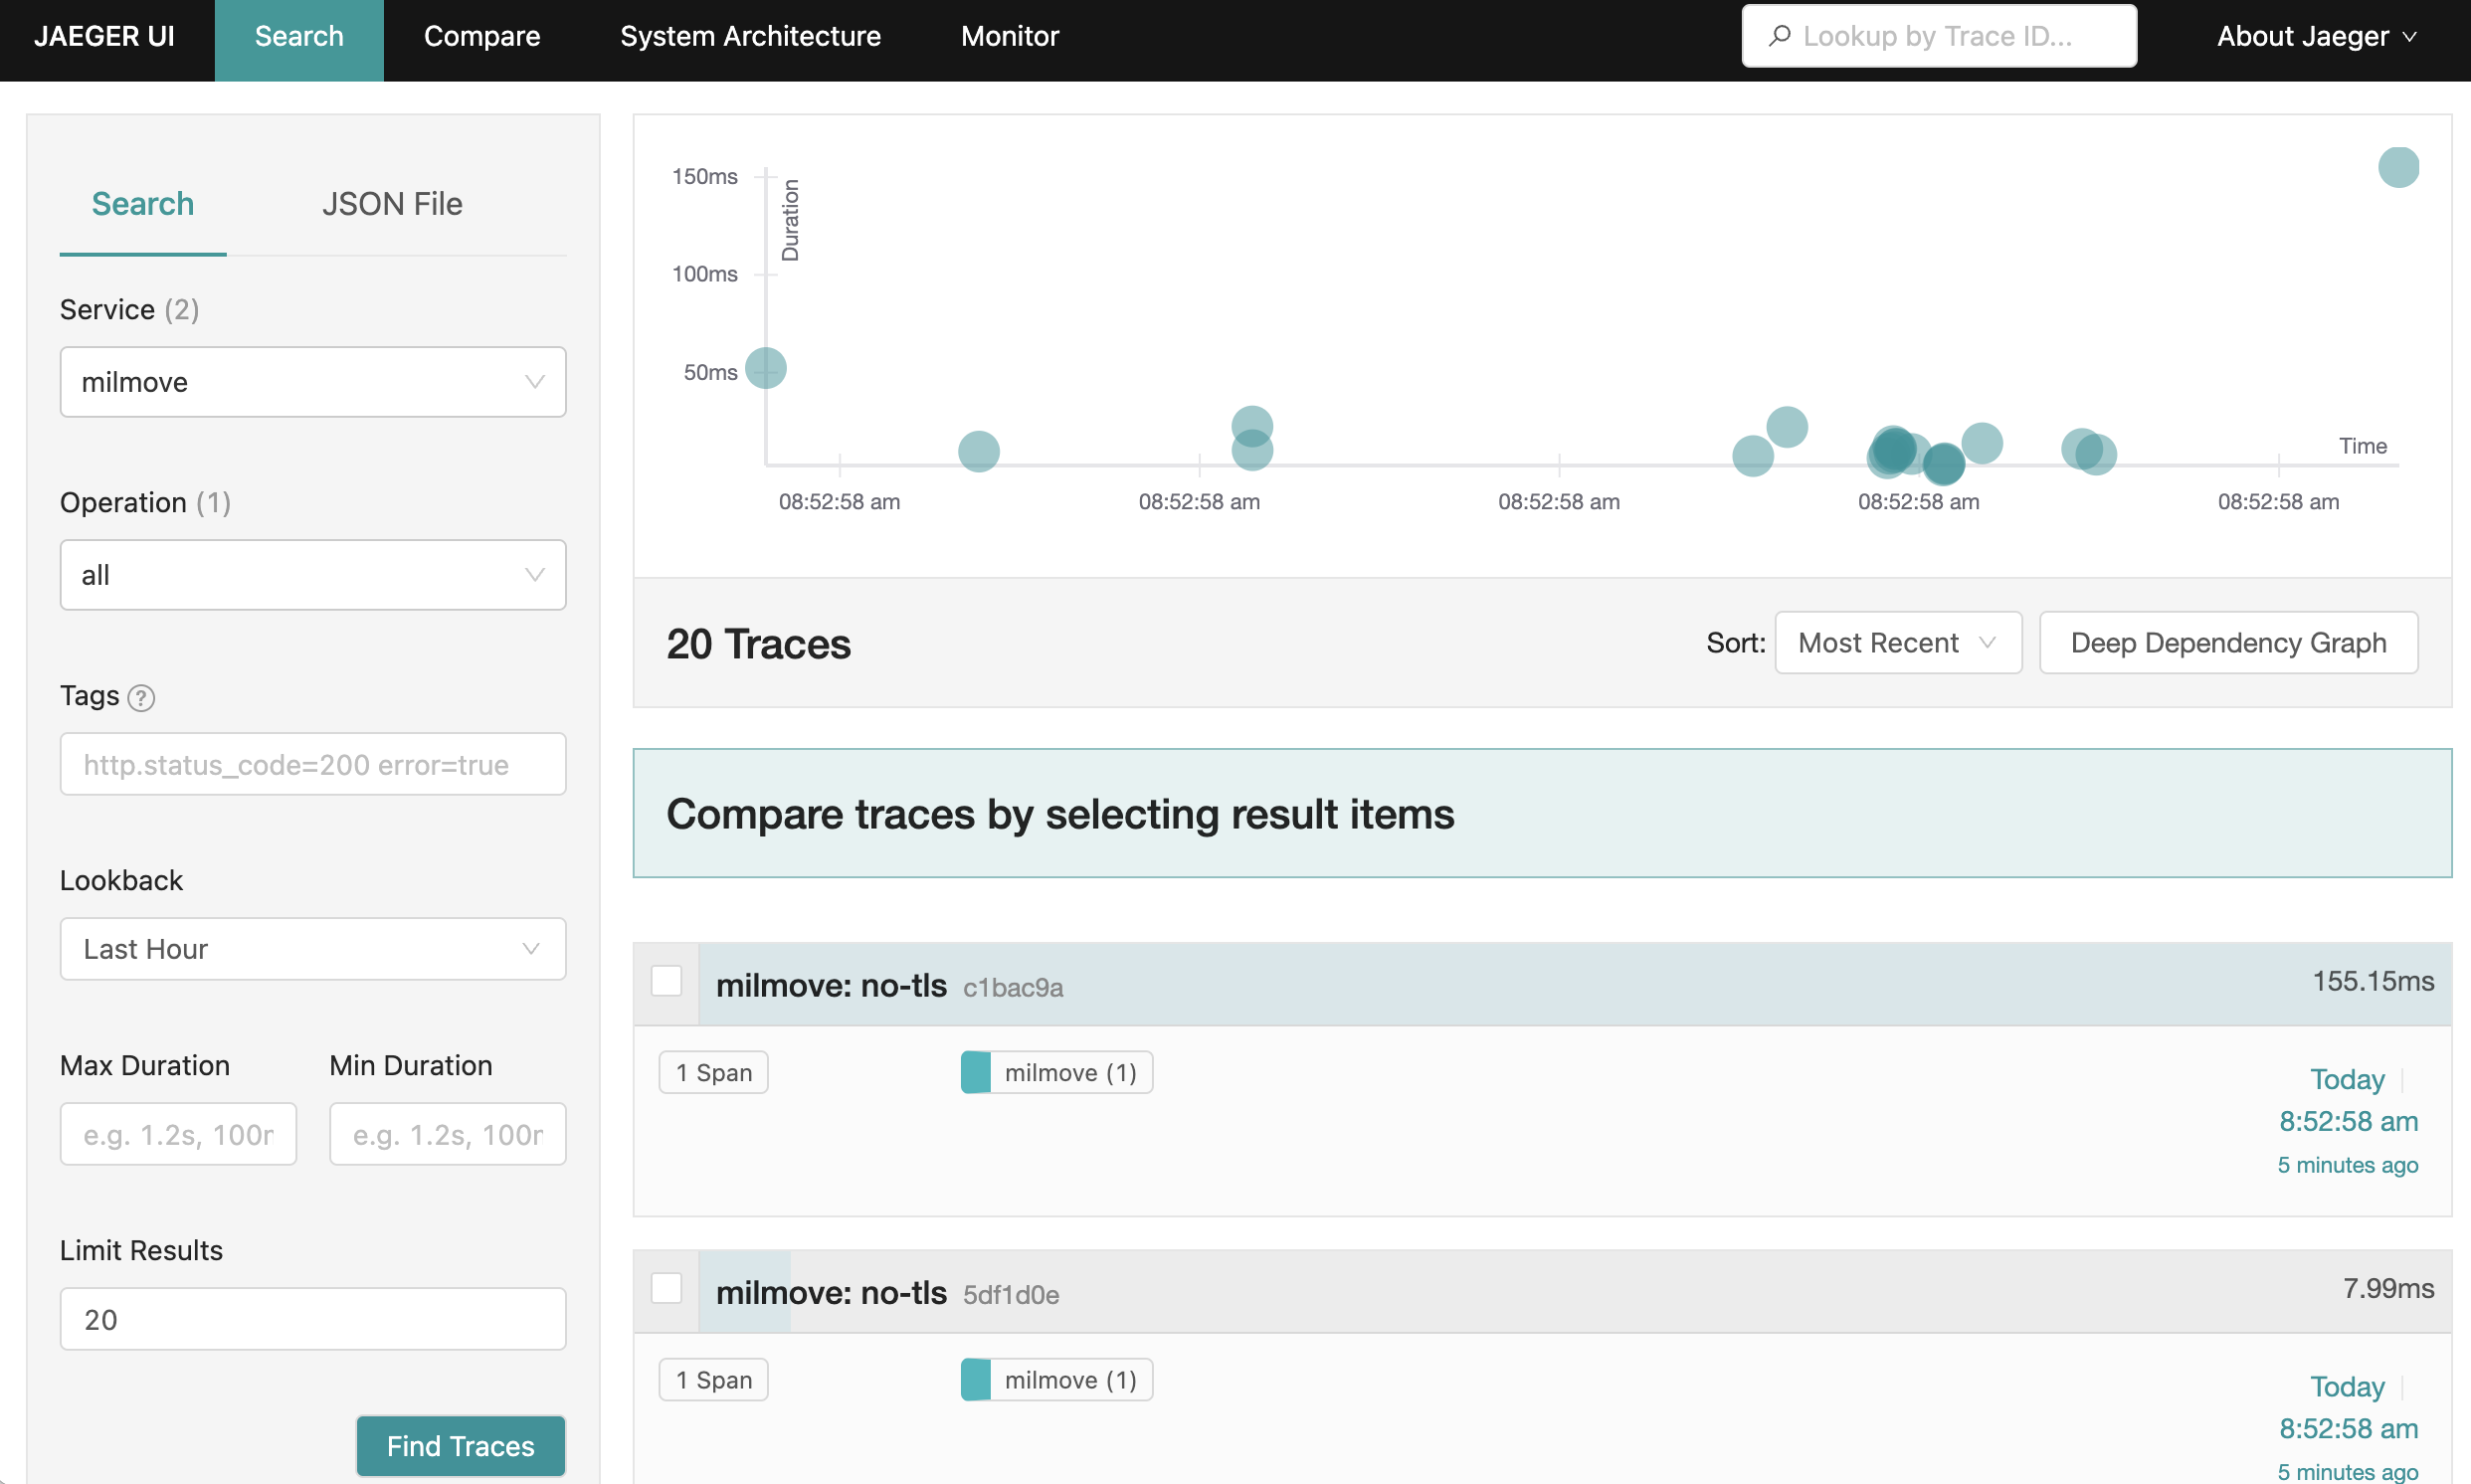 JAEGER UI Search Compare System Architecture Monitor Lookup by Trace ID... About Jaeger
Search JSON File
Service (2)
milmove
Operation (1)
all
Tags ?
http.status_code=200 error=true
Lookback
Last Hour
Max Duration Min Duration
e.g. 1.2s, 100 e.g. 1.2s, 100
Limit Results
20
Find Traces
150ms
100ms
50ms
Duration
Time
08:52:58 am 08:52:58 am 08:52:58 am 08:52:58 am 08:52:58 am
20 Traces
Sort: Most Recent Deep Dependency Graph
Compare traces by selecting result items
milmove: no-tls c1bac9a 155.15ms
1 Span milmove (1) Today
8:52:58 am
5 minutes ago
milmove: no-tls 5df1d0e 7.99ms
1 Span milmove (1) Today
8:52:58 am
5 minutes ago